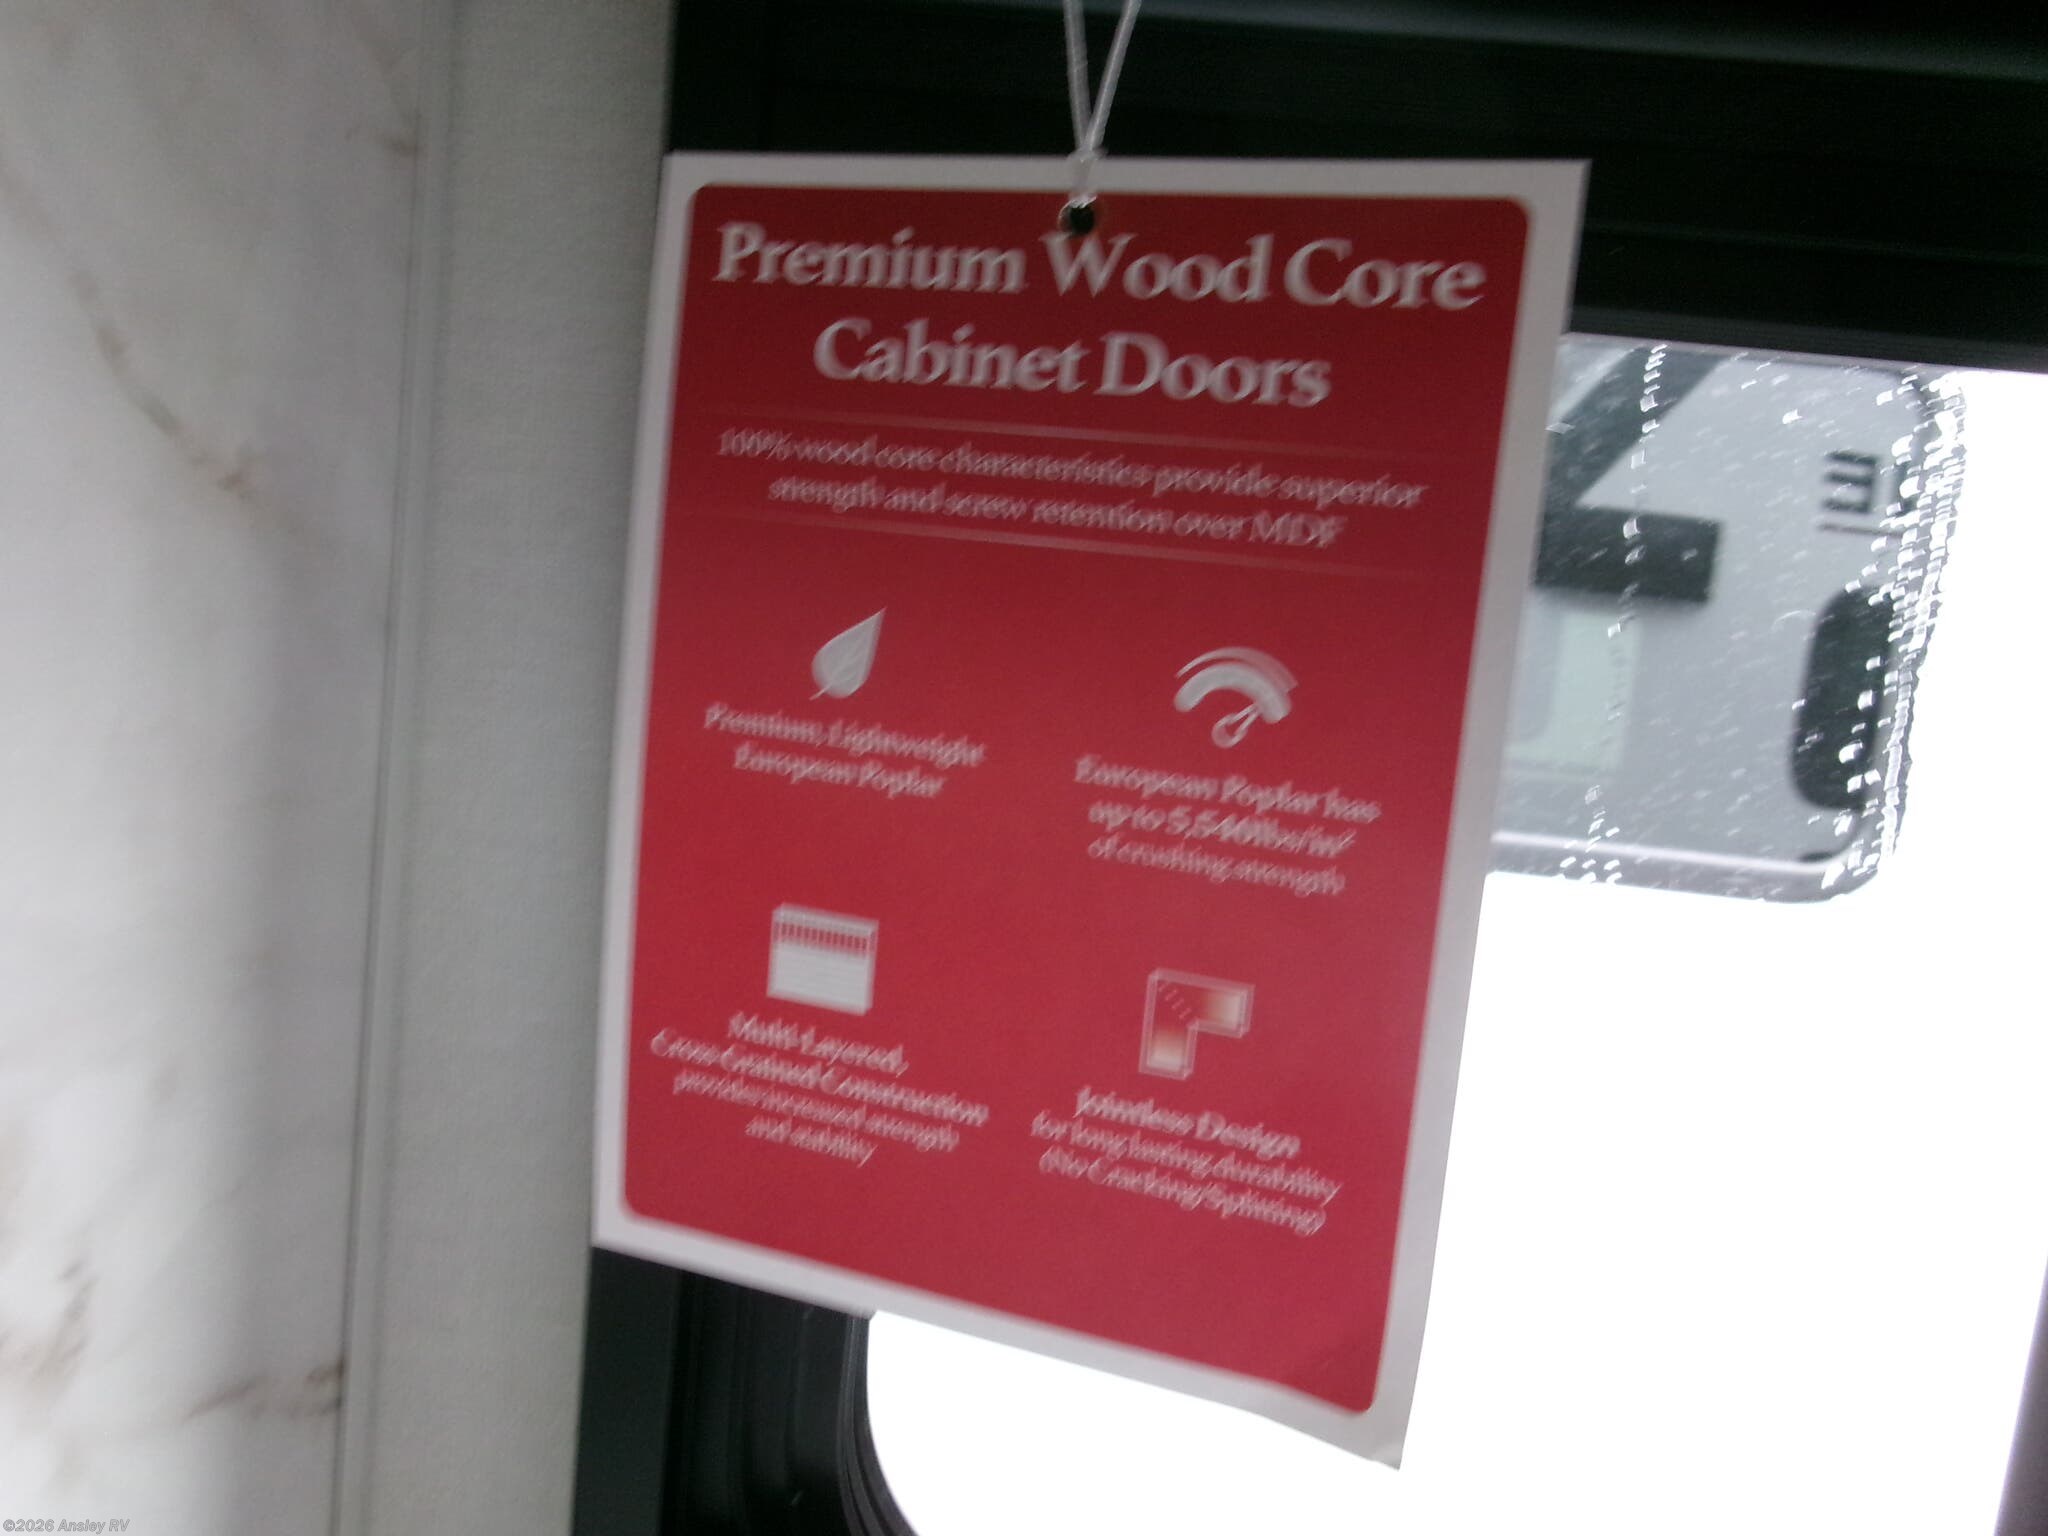 Premium Wood Core
Cabinet Doors
100% wood core characteristics provide superior
strength and screw retention over MDF
Premium, Lightweight
European Poplar
European Poplar has
up to 5,540lbs/in²
of crushing strength
Multi-Layered,
Cross-Grained Construction
provides increased strength
and stability
Jointless Design
for long lasting durability
(No Cracking/Splitting)
©2026 Ansley RV